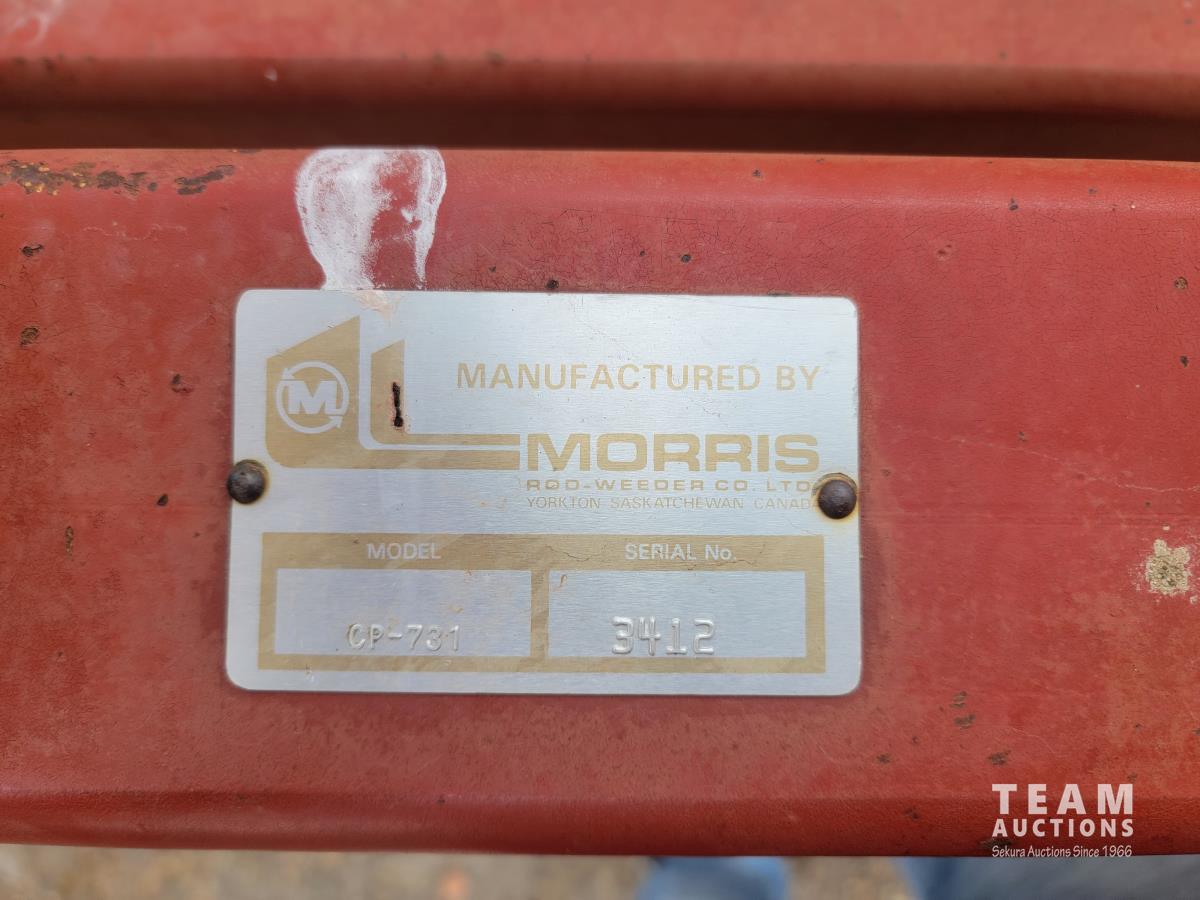 M
MANUFACTURED BY
MORRIS
ROD-WEEDER CO. LTD.
YORKTON SASKATCHEWAN CANAD
MODEL
SERIAL No.
CP-731
3412
TEAM
AUCTIONS
Sekura Auctions Since 1966